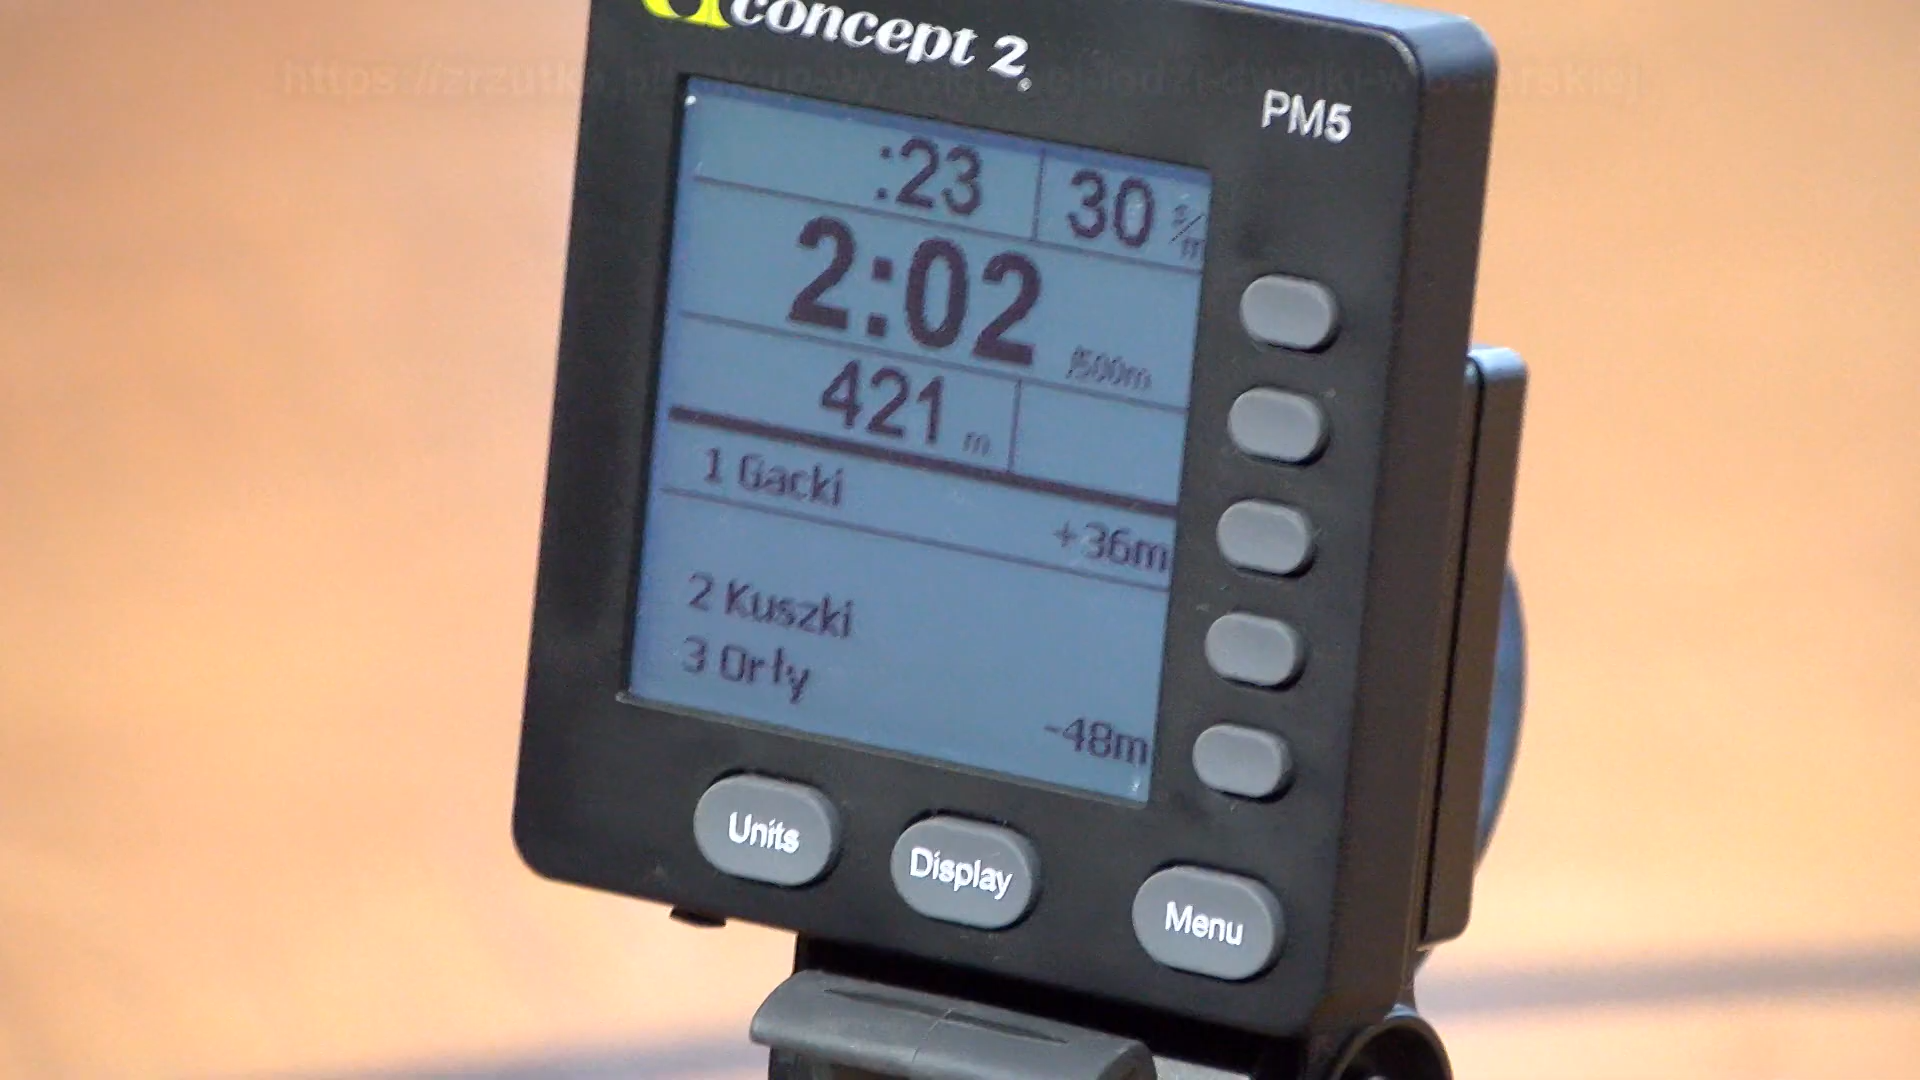 concept 2
PM5
:23 30 s/m
2:02 /500m
421 m
1 Gacki
+36m
2 Kuszki
3 Orły
-48m
Units
Display
Menu